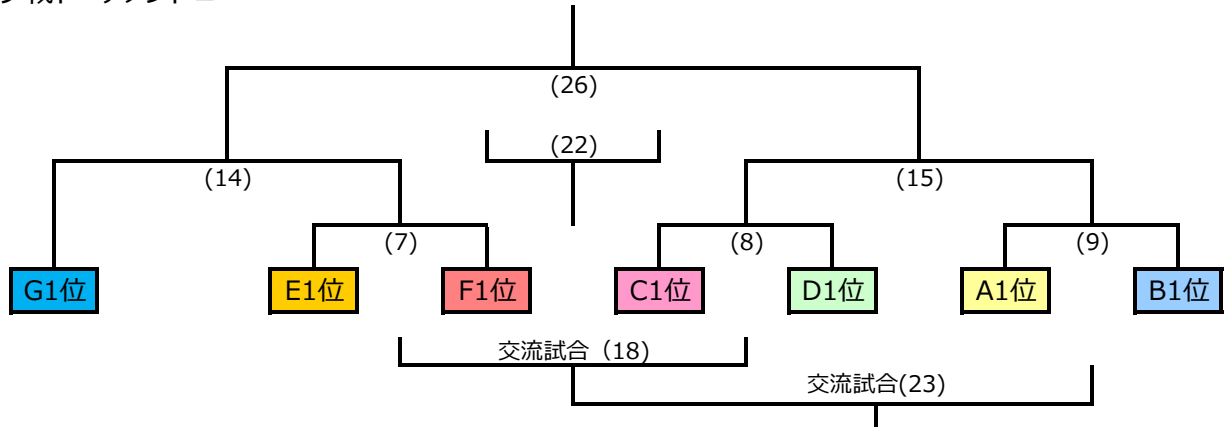 (26)
(22)
(14)
(15)
(7)
(8)
(9)
G1位
E1位
F1位
C1位
D1位
A1位
B1位
交流試合（18)
交流試合(23)